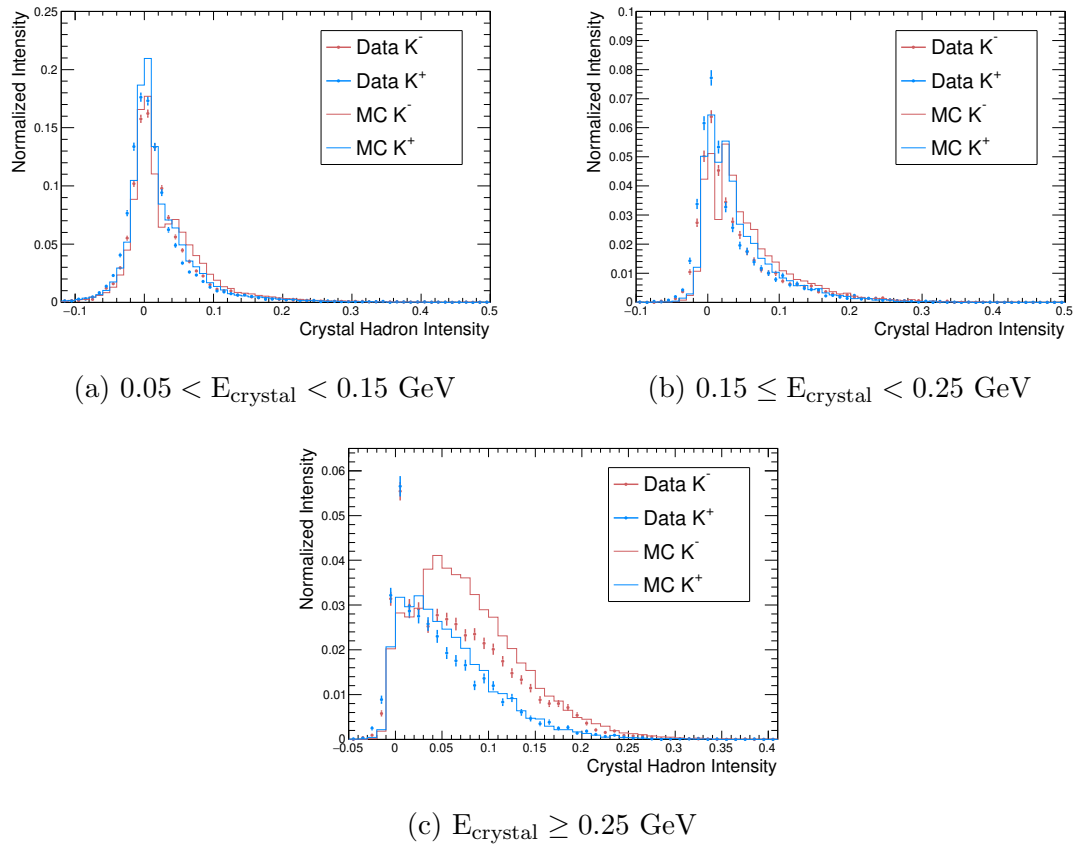 0.25
0.2
0.15
0.1
0.05
0
Normalized Intensity
−0.1 0 0.1 0.2 0.3 0.4 0.5
Crystal Hadron Intensity
Data K-
Data K+
MC K-
MC K+
(a) 0.05 < Ecrystal < 0.15 GeV
0.1
0.09
0.08
0.07
0.06
0.05
0.04
0.03
0.02
0.01
0
Normalized Intensity
−0.1 0 0.1 0.2 0.3 0.4 0.5
Crystal Hadron Intensity
Data K-
Data K+
MC K-
MC K+
(b) 0.15 ≤ Ecrystal < 0.25 GeV
0.06
0.05
0.04
0.03
0.02
0.01
0
Normalized Intensity
−0.05 0 0.05 0.1 0.15 0.2 0.25 0.3 0.35 0.4
Crystal Hadron Intensity
Data K-
Data K+
MC K-
MC K+
(c) Ecrystal ≥ 0.25 GeV